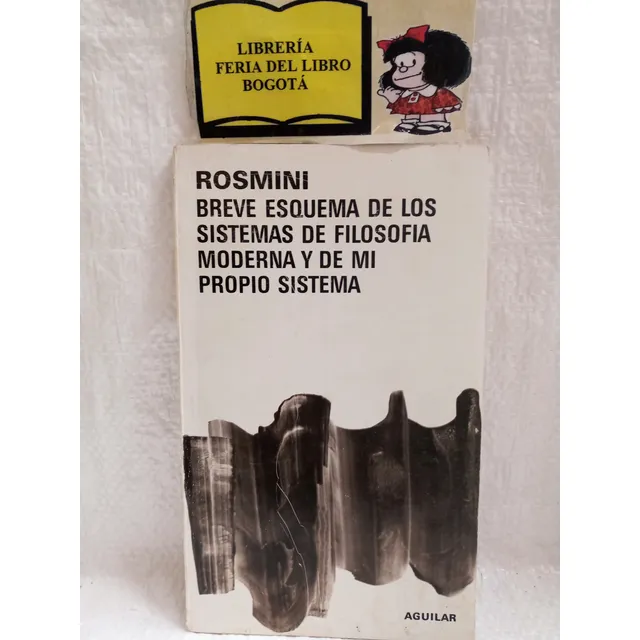 LIBRERÍA
FERIA DEL LIBRO
BOGOTÁ
ROSMINI
BREVE ESQUEMA DE LOS
SISTEMAS DE FILOSOFIA
MODERNA Y DE MI
PROPIO SISTEMA
AGUILAR